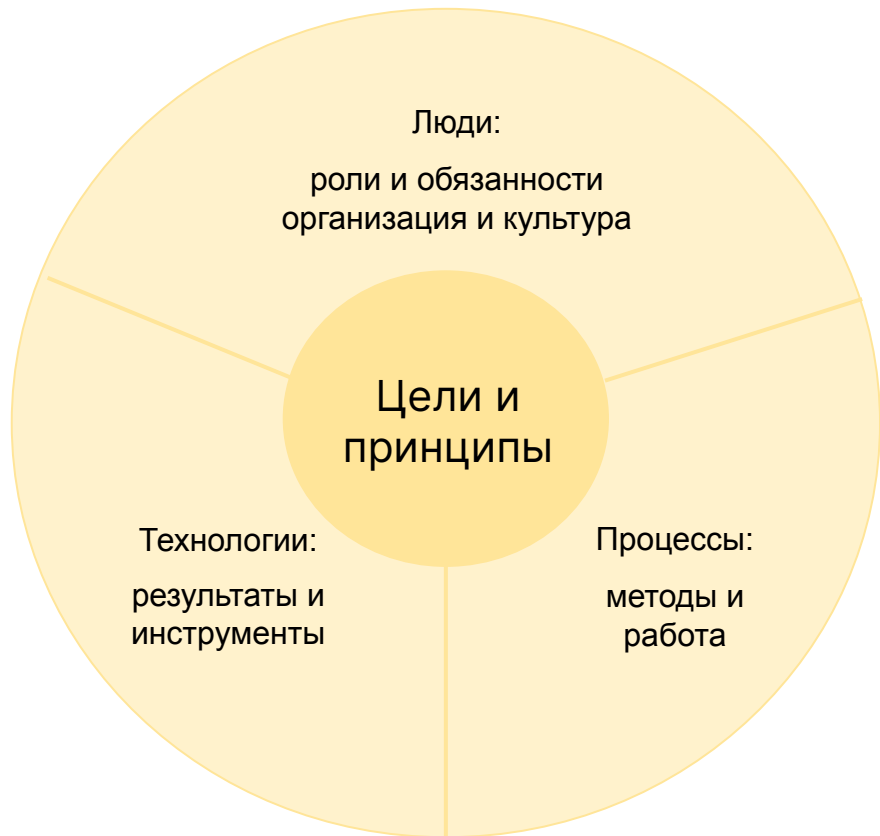 Люди:
роли и обязанности
организация и культура
Цели и
принципы
Технологии:
результаты и
инструменты
Процессы:
методы и
работа